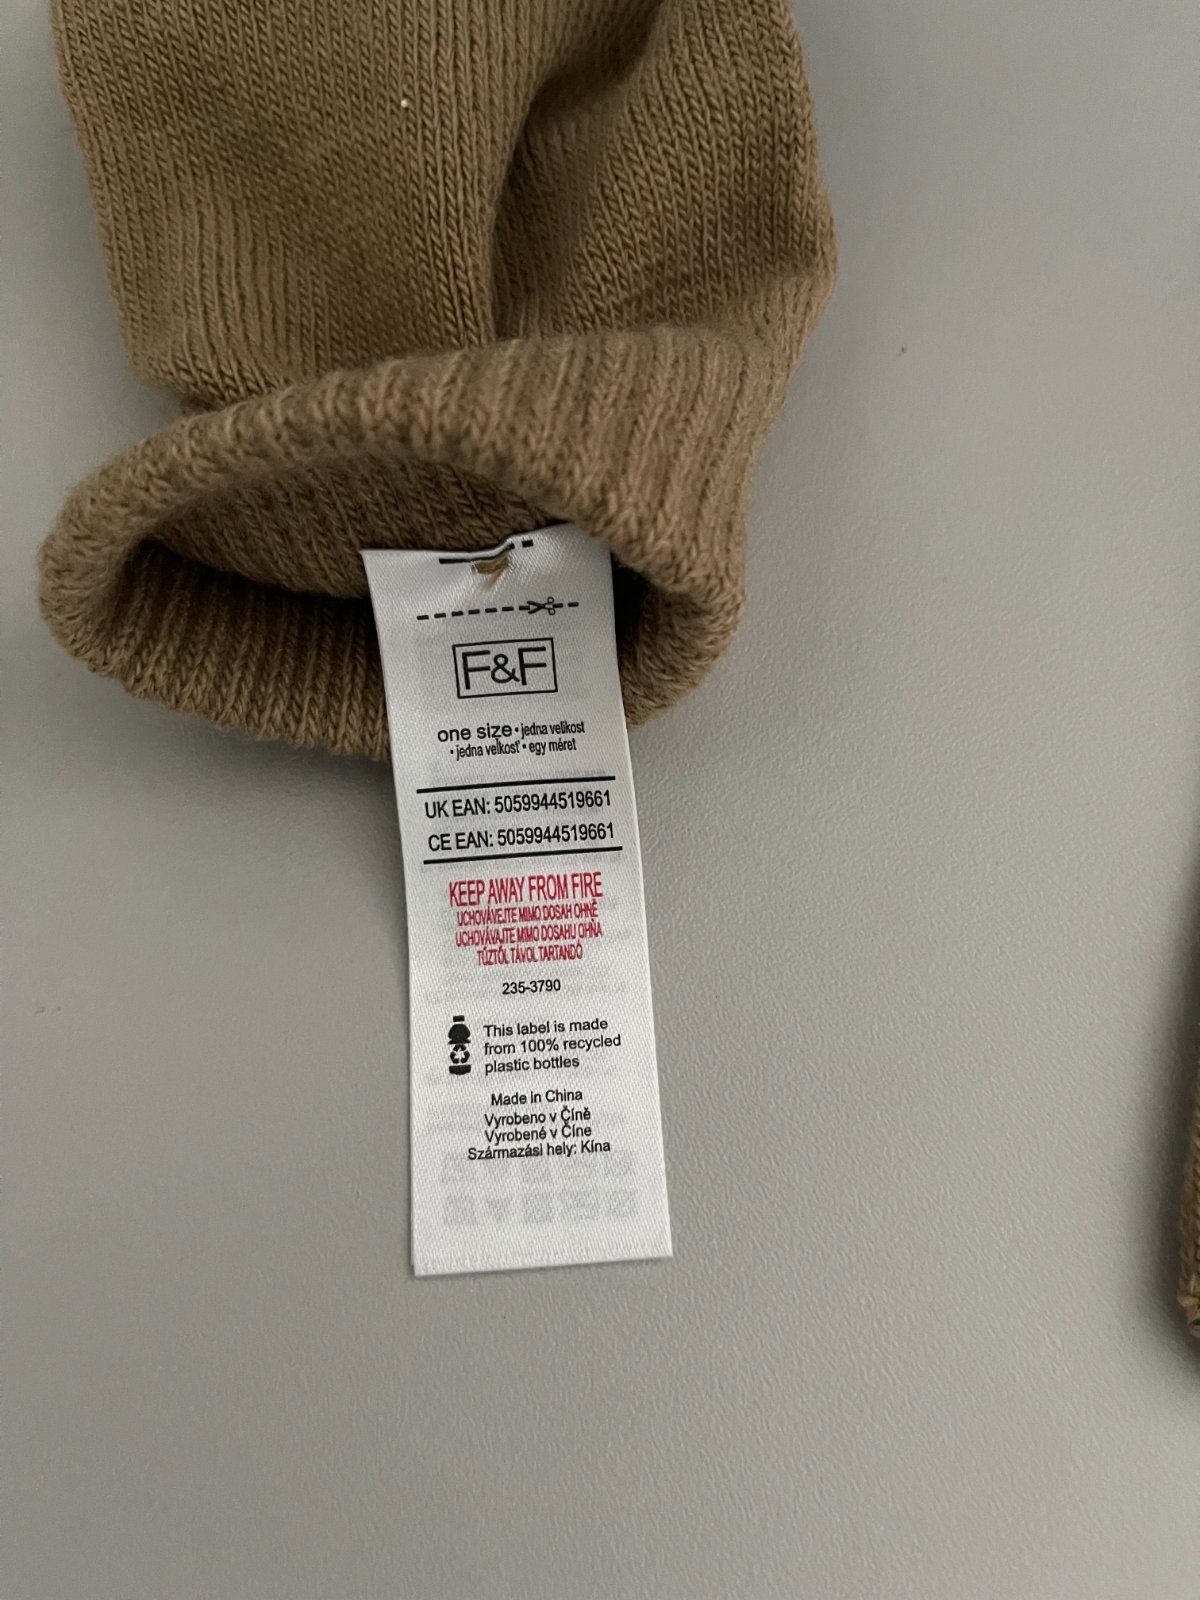 F&F
one size • jedna velikost
• jedna veľkosť • egy méret
UK EAN: 5059944519661
CE EAN: 5059944519661
KEEP AWAY FROM FIRE
UCHOVÁVEJTE MIMO DOSAH OHNĚ
UCHOVÁVAJTE MIMO DOSAHU OHŇA
TŰZTŐL TÁVOL TARTANDÓ
235-3790
This label is made
from 100% recycled
plastic bottles
Made in China
Vyrobeno v Číně
Vyrobené v Číne
Származási hely: Kína